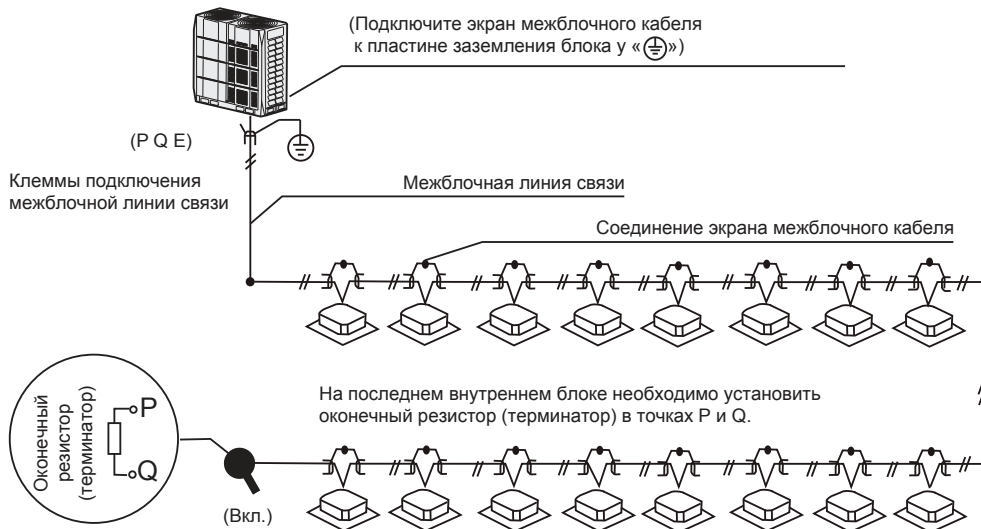 (Подключите экран межблочного кабеля
к пластине заземления блока у «⏚»)
(P Q E)
Клеммы подключения
межблочной линии связи
Межблочная линия связи
Соединение экрана межблочного кабеля
На последнем внутреннем блоке необходимо установить
оконечный резистор (терминатор) в точках P и Q.
Оконечный
резистор
(терминатор)
P
Q
(Вкл.)